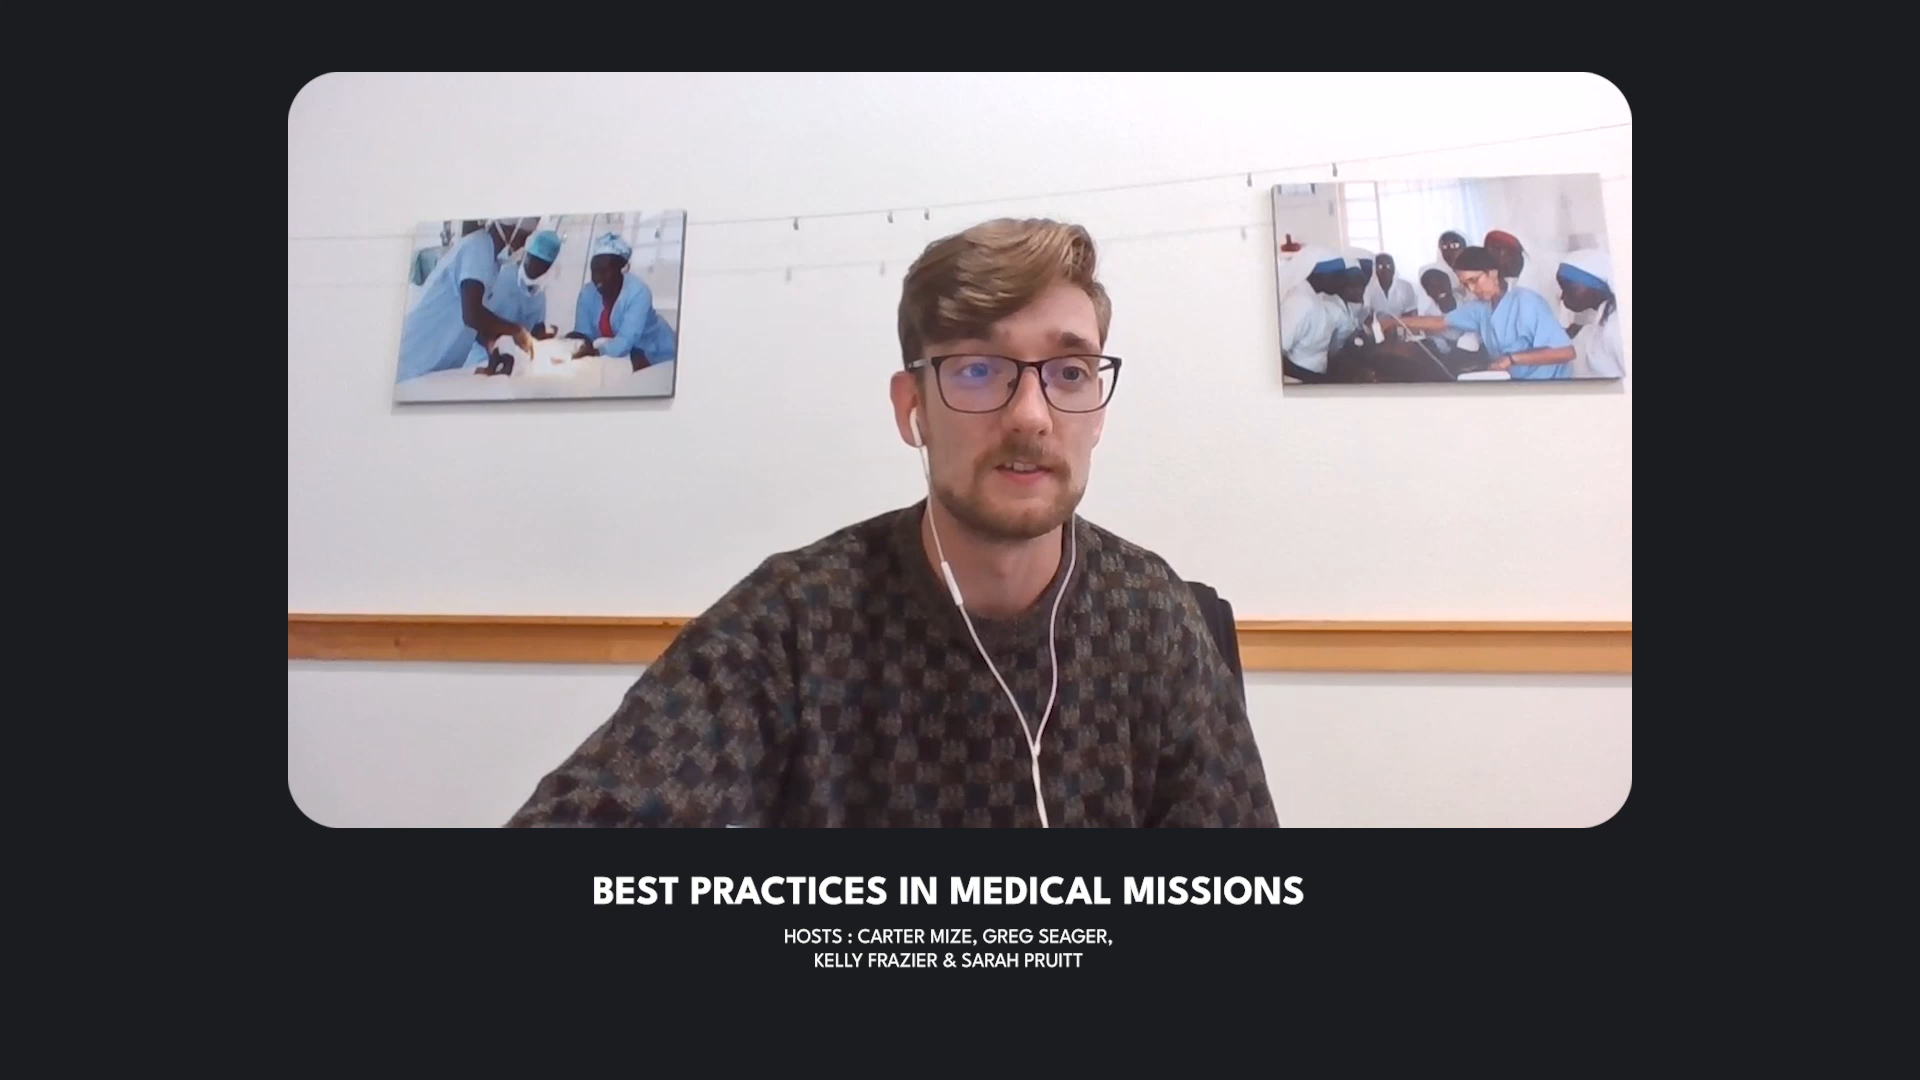 BEST PRACTICES IN MEDICAL MISSIONS
HOSTS : CARTER MIZE, GREG SEAGER,
KELLY FRAZIER & SARAH PRUITT